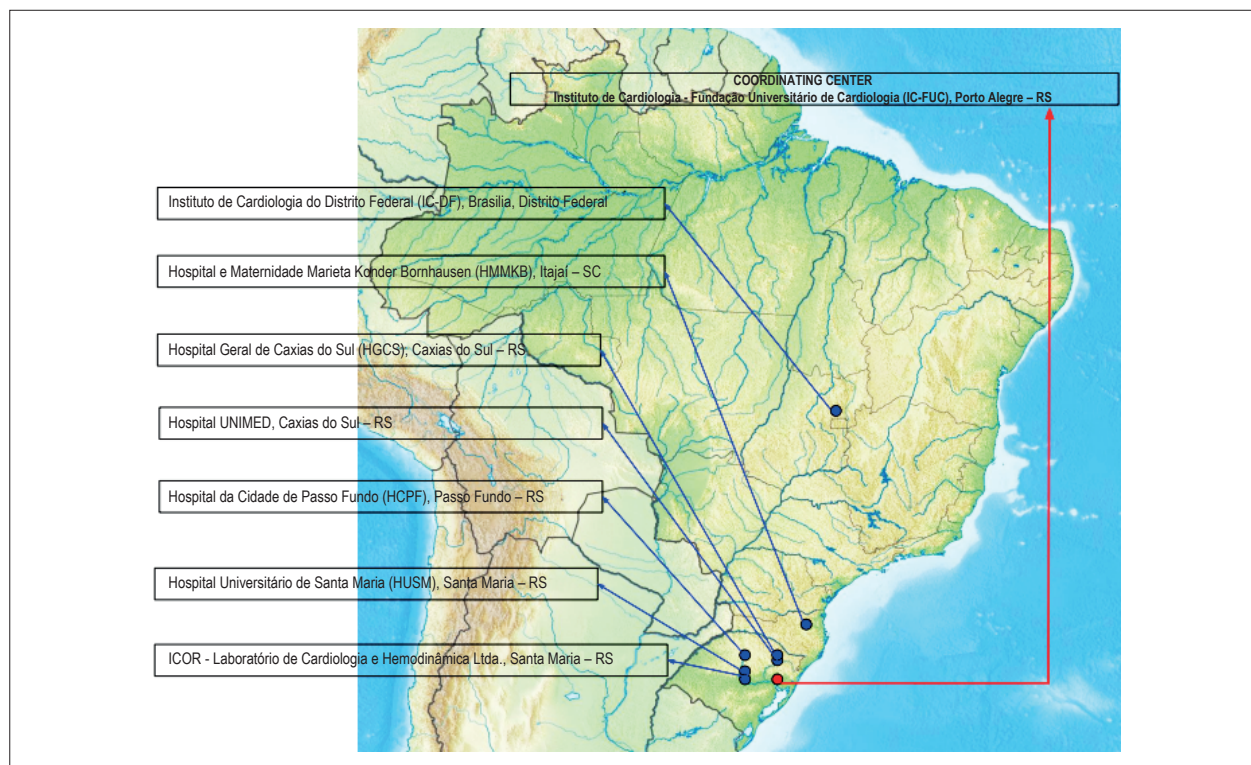 COORDINATING CENTER
Instituto de Cardiologia - Fundação Universitário de Cardiologia (IC-FUC), Porto Alegre – RS
Instituto de Cardiologia do Distrito Federal (IC-DF), Brasilia, Distrito Federal
Hospital e Maternidade Marieta Konder Bornhausen (HMMKB), Itajaí – SC
Hospital Geral de Caxias do Sul (HGCS), Caxias do Sul – RS
Hospital UNIMED, Caxias do Sul – RS
Hospital da Cidade de Passo Fundo (HCPF), Passo Fundo – RS
Hospital Universitário de Santa Maria (HUSM), Santa Maria – RS
ICOR - Laboratório de Cardiologia e Hemodinâmica Ltda., Santa Maria – RS